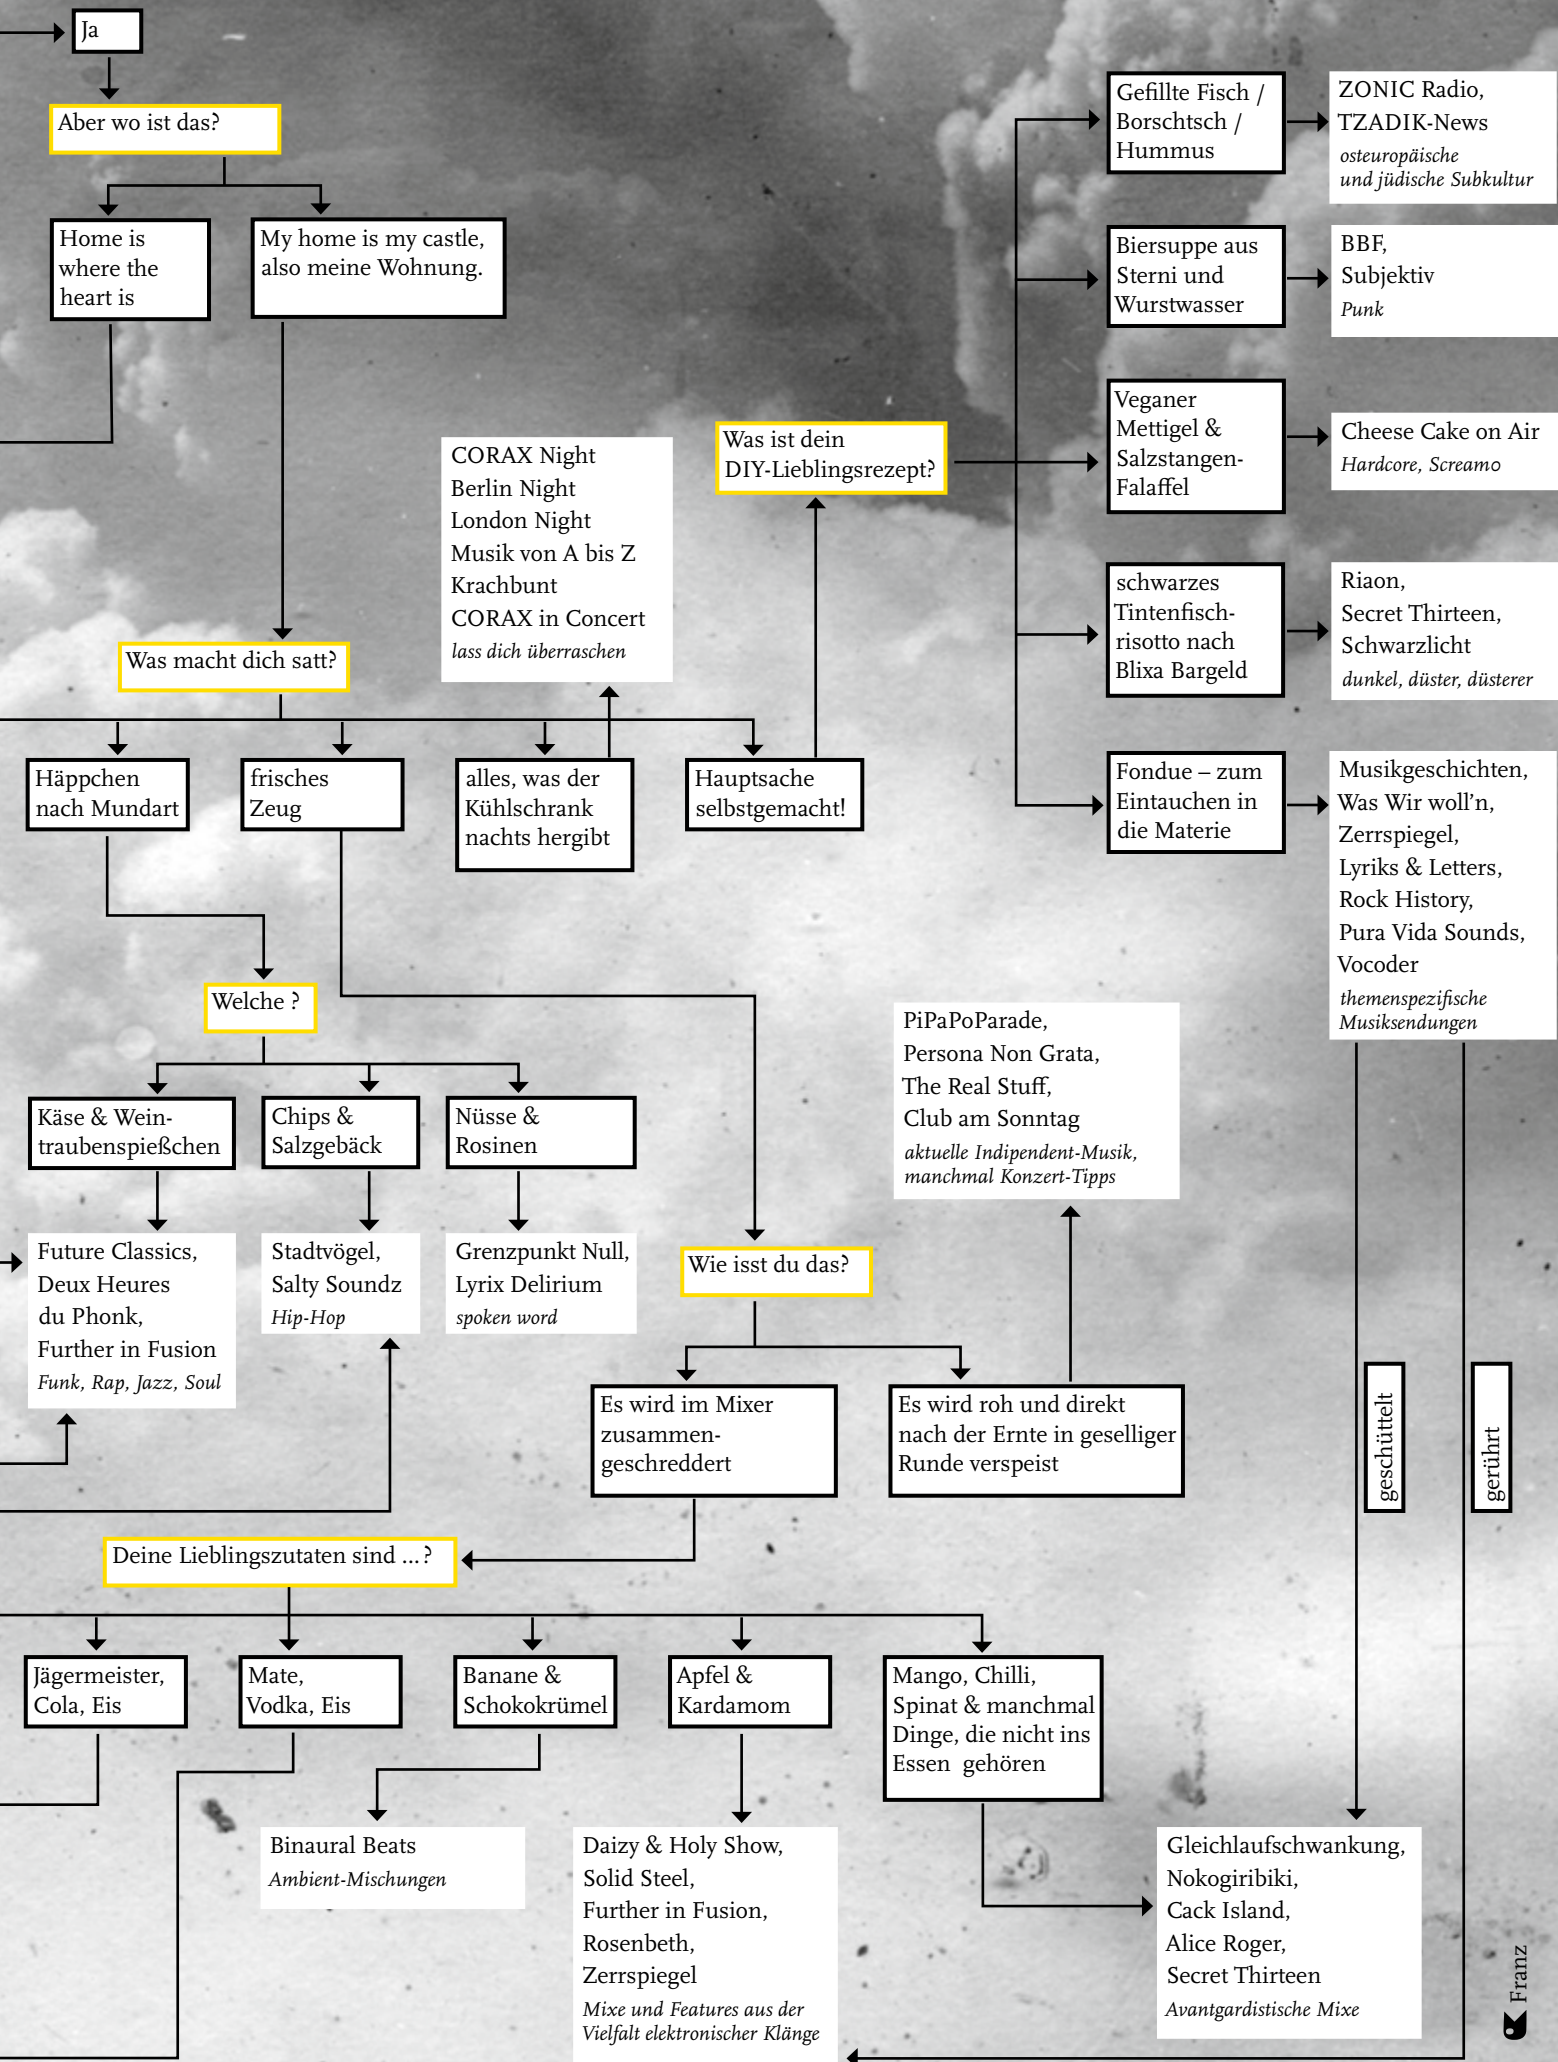 Ja
Aber wo ist das?
Home is
where the
heart is
My home is my castle,
also meine Wohnung.
Was macht dich satt?
CORAX Night
Berlin Night
London Night
Musik von A bis Z
Krachbunt
CORAX in Concert
lass dich überraschen
Was ist dein
DIY-Lieblingsrezept?
Gefillte Fisch /
Borschtsch /
Hummus
ZONIC Radio,
TZADIK-News
osteuropäische
und jüdische Subkultur
Biersuppe aus
Sterni und
Wurstwasser
BBF,
Subjektiv
Punk
Veganer
Mettigel &
Salzstangen-
Falaffel
Cheese Cake on Air
Hardcore, Screamo
schwarzes
Tintenfisch-
risotto nach
Blixa Bargeld
Riaon,
Secret Thirteen,
Schwarzlicht
dunkel, düster, düsterer
Fondue – zum
Eintauchen in
die Materie
Musikgeschichten,
Was Wir woll'n,
Zerrspiegel,
Lyriks & Letters,
Rock History,
Pura Vida Sounds,
Vocoder
themenspezifische
Musiksendungen
Häppchen
nach Mundart
frisches
Zeug
alles, was der
Kühlschrank
nachts hergibt
Hauptsache
selbstgemacht!
Welche ?
Käse & Wein-
traubenspießchen
Chips &
Salzgebäck
Nüsse &
Rosinen
Future Classics,
Deux Heures
du Phonk,
Further in Fusion
Funk, Rap, Jazz, Soul
Stadtvögel,
Salty Soundz
Hip-Hop
Grenzpunkt Null,
Lyrix Delirium
spoken word
Wie isst du das?
PiPaPoParade,
Persona Non Grata,
The Real Stuff,
Club am Sonntag
aktuelle Indipendent-Musik,
manchmal Konzert-Tipps
Es wird im Mixer
zusammen-
geschreddert
Es wird roh und direkt
nach der Ernte in geselliger
Runde verspeist
geschüttelt
gerührt
Deine Lieblingszutaten sind ...?
Jägermeister,
Cola, Eis
Mate,
Vodka, Eis
Banane &
Schokokrümel
Apfel &
Kardamom
Mango, Chilli,
Spinat & manchmal
Dinge, die nicht ins
Essen gehören
Binaural Beats
Ambient-Mischungen
Daizy & Holy Show,
Solid Steel,
Further in Fusion,
Rosenbeth,
Zerrspiegel
Mixe und Features aus der
Vielfalt elektronischer Klänge
Gleichlaufschwankung,
Nokogiribiki,
Cack Island,
Alice Roger,
Secret Thirteen
Avantgardistische Mixe
Franz